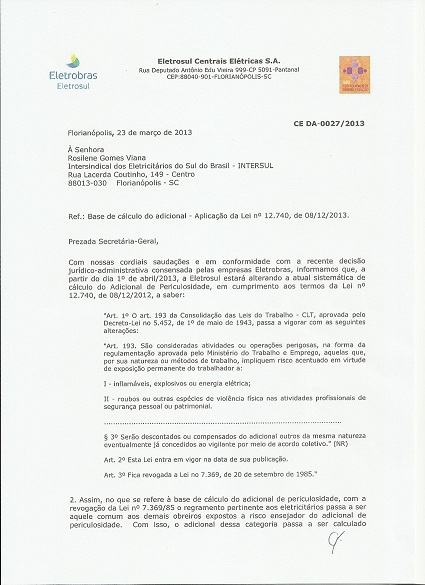 Eletrobras
Eletrosul
Eletrosul Centrais Elétricas S.A.
Rua Deputado Antônio Edu Vieira 999-CP 5091-Pantanal
CEP:88040-901-FLORIANÓPOLIS-SC
CE DA-0027/2013
Florianópolis, 23 de março de 2013
À Senhora
Rosilene Gomes Viana
Intersindical dos Eletricitários do Sul do Brasil - INTERSUL
Rua Lacerda Coutinho, 149 - Centro
88013-030 Florianópolis - SC
Ref.: Base de cálculo do adicional - Aplicação da Lei nº 12.740, de 08/12/2013.
Prezada Secretária-Geral,
Com nossas cordiais saudações e em conformidade com a recente decisão
jurídico-administrativa consensada pelas empresas Eletrobras, informamos que, a
partir do dia 1º de abril/2013, a Eletrosul estará alterando a atual sistemática de
cálculo do Adicional de Periculosidade, em cumprimento aos termos da Lei nº
12.740, de 08/12/2012, a saber:
"Art. 1º O art. 193 da Consolidação das Leis do Trabalho - CLT, aprovada pelo
Decreto-Lei no 5.452, de 1º de maio de 1943, passa a vigorar com as seguintes
alterações:
"Art. 193. São consideradas atividades ou operações perigosas, na forma da
regulamentação aprovada pelo Ministério do Trabalho e Emprego, aquelas que,
por sua natureza ou métodos de trabalho, impliquem risco acentuado em virtude
de exposição permanente do trabalhador a:
I - inflamáveis, explosivos ou energia elétrica;
II - roubos ou outras espécies de violência física nas atividades profissionais de
segurança pessoal ou patrimonial.
........................................................................................
§ 3º Serão descontados ou compensados do adicional outros da mesma natureza
eventualmente já concedidos ao vigilante por meio de acordo coletivo." (NR)
Art. 2º Esta Lei entra em vigor na data de sua publicação.
Art. 3º Fica revogada a Lei no 7.369, de 20 de setembro de 1985."
2. Assim, no que se refere à base de cálculo do adicional de periculosidade, com a
revogação da Lei nº 7.369/85 o regramento pertinente aos eletricitários passa a ser
aquele comum aos demais obreiros expostos a risco ensejador do adicional de
periculosidade. Com isso, o adicional dessa categoria passa a ser calculado